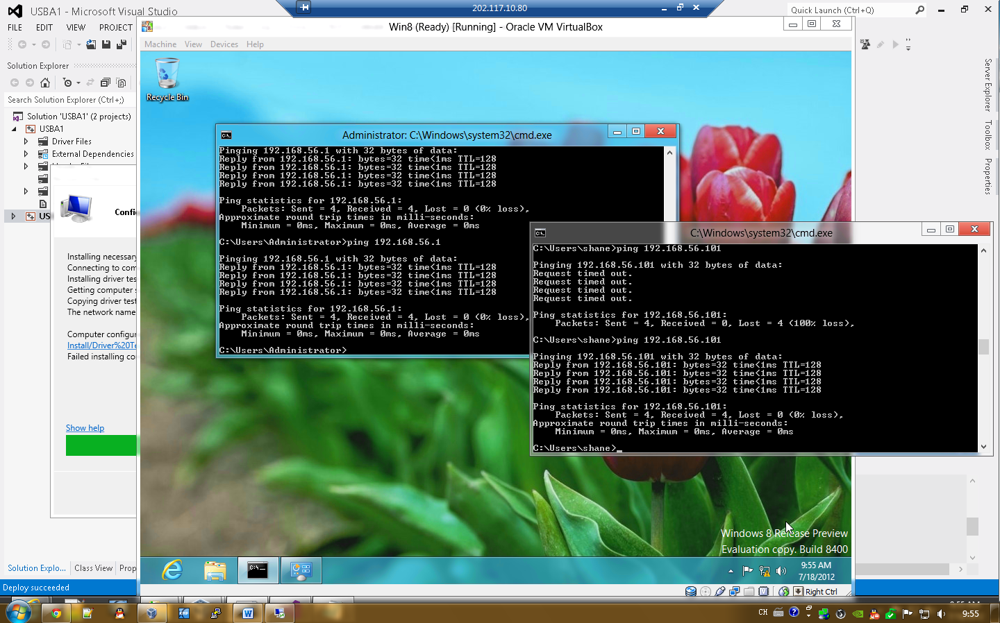 USBA1 - Microsoft Visual Studio
202.117.10.80
Quick Launch (Ctrl+Q)
FILE EDIT VIEW PROJECT
Win8 (Ready) [Running] - Oracle VM VirtualBox
Machine View Devices Help
Solution Explorer
Search Solution Explorer (Ctrl+;)
Solution 'USBA1' (2 projects)
USBA1
Driver Files
External Dependencies
US
Server Explorer
Toolbox
Properties
Recycle Bin
Administrator: C:\Windows\system32\cmd.exe
Pinging 192.168.56.1 with 32 bytes of data:
Reply from 192.168.56.1: bytes=32 time<1ms TTL=128
Reply from 192.168.56.1: bytes=32 time<1ms TTL=128
Reply from 192.168.56.1: bytes=32 time<1ms TTL=128
Reply from 192.168.56.1: bytes=32 time<1ms TTL=128
Ping statistics for 192.168.56.1:
Packets: Sent = 4, Received = 4, Lost = 0 (0% loss),
Approximate round trip times in milli-seconds:
Minimum = 0ms, Maximum = 0ms, Average = 0ms
C:\Users\Administrator>ping 192.168.56.1
Pinging 192.168.56.1 with 32 bytes of data:
Reply from 192.168.56.1: bytes=32 time<1ms TTL=128
Reply from 192.168.56.1: bytes=32 time<1ms TTL=128
Reply from 192.168.56.1: bytes=32 time<1ms TTL=128
Reply from 192.168.56.1: bytes=32 time<1ms TTL=128
Ping statistics for 192.168.56.1:
Packets: Sent = 4, Received = 4, Lost = 0 (0% loss),
Approximate round trip times in milli-seconds:
Minimum = 0ms, Maximum = 0ms, Average = 0ms
C:\Users\Administrator>
C:\Windows\system32\cmd.exe
C:\Users\shane>ping 192.168.56.101
Pinging 192.168.56.101 with 32 bytes of data:
Request timed out.
Request timed out.
Request timed out.
Request timed out.
Ping statistics for 192.168.56.101:
Packets: Sent = 4, Received = 0, Lost = 4 (100% loss),
C:\Users\shane>ping 192.168.56.101
Pinging 192.168.56.101 with 32 bytes of data:
Reply from 192.168.56.101: bytes=32 time<1ms TTL=128
Reply from 192.168.56.101: bytes=32 time<1ms TTL=128
Reply from 192.168.56.101: bytes=32 time<1ms TTL=128
Reply from 192.168.56.101: bytes=32 time<1ms TTL=128
Ping statistics for 192.168.56.101:
Packets: Sent = 4, Received = 4, Lost = 0 (0% loss),
Approximate round trip times in milli-seconds:
Minimum = 0ms, Maximum = 0ms, Average = 0ms
C:\Users\shane>_
Confi
Installing necessary
Connecting to com
Installing driver tes
Getting computer s
Copying driver test
The network name
Computer configur
Install/Driver%20Te
Failed installing co
Show help
Windows 8 Release Preview
Evaluation copy. Build 8400
Solution Explo... Class View Prop
9:55 AM
7/18/2012
Deploy succeeded
Right Ctrl
CH
9:55